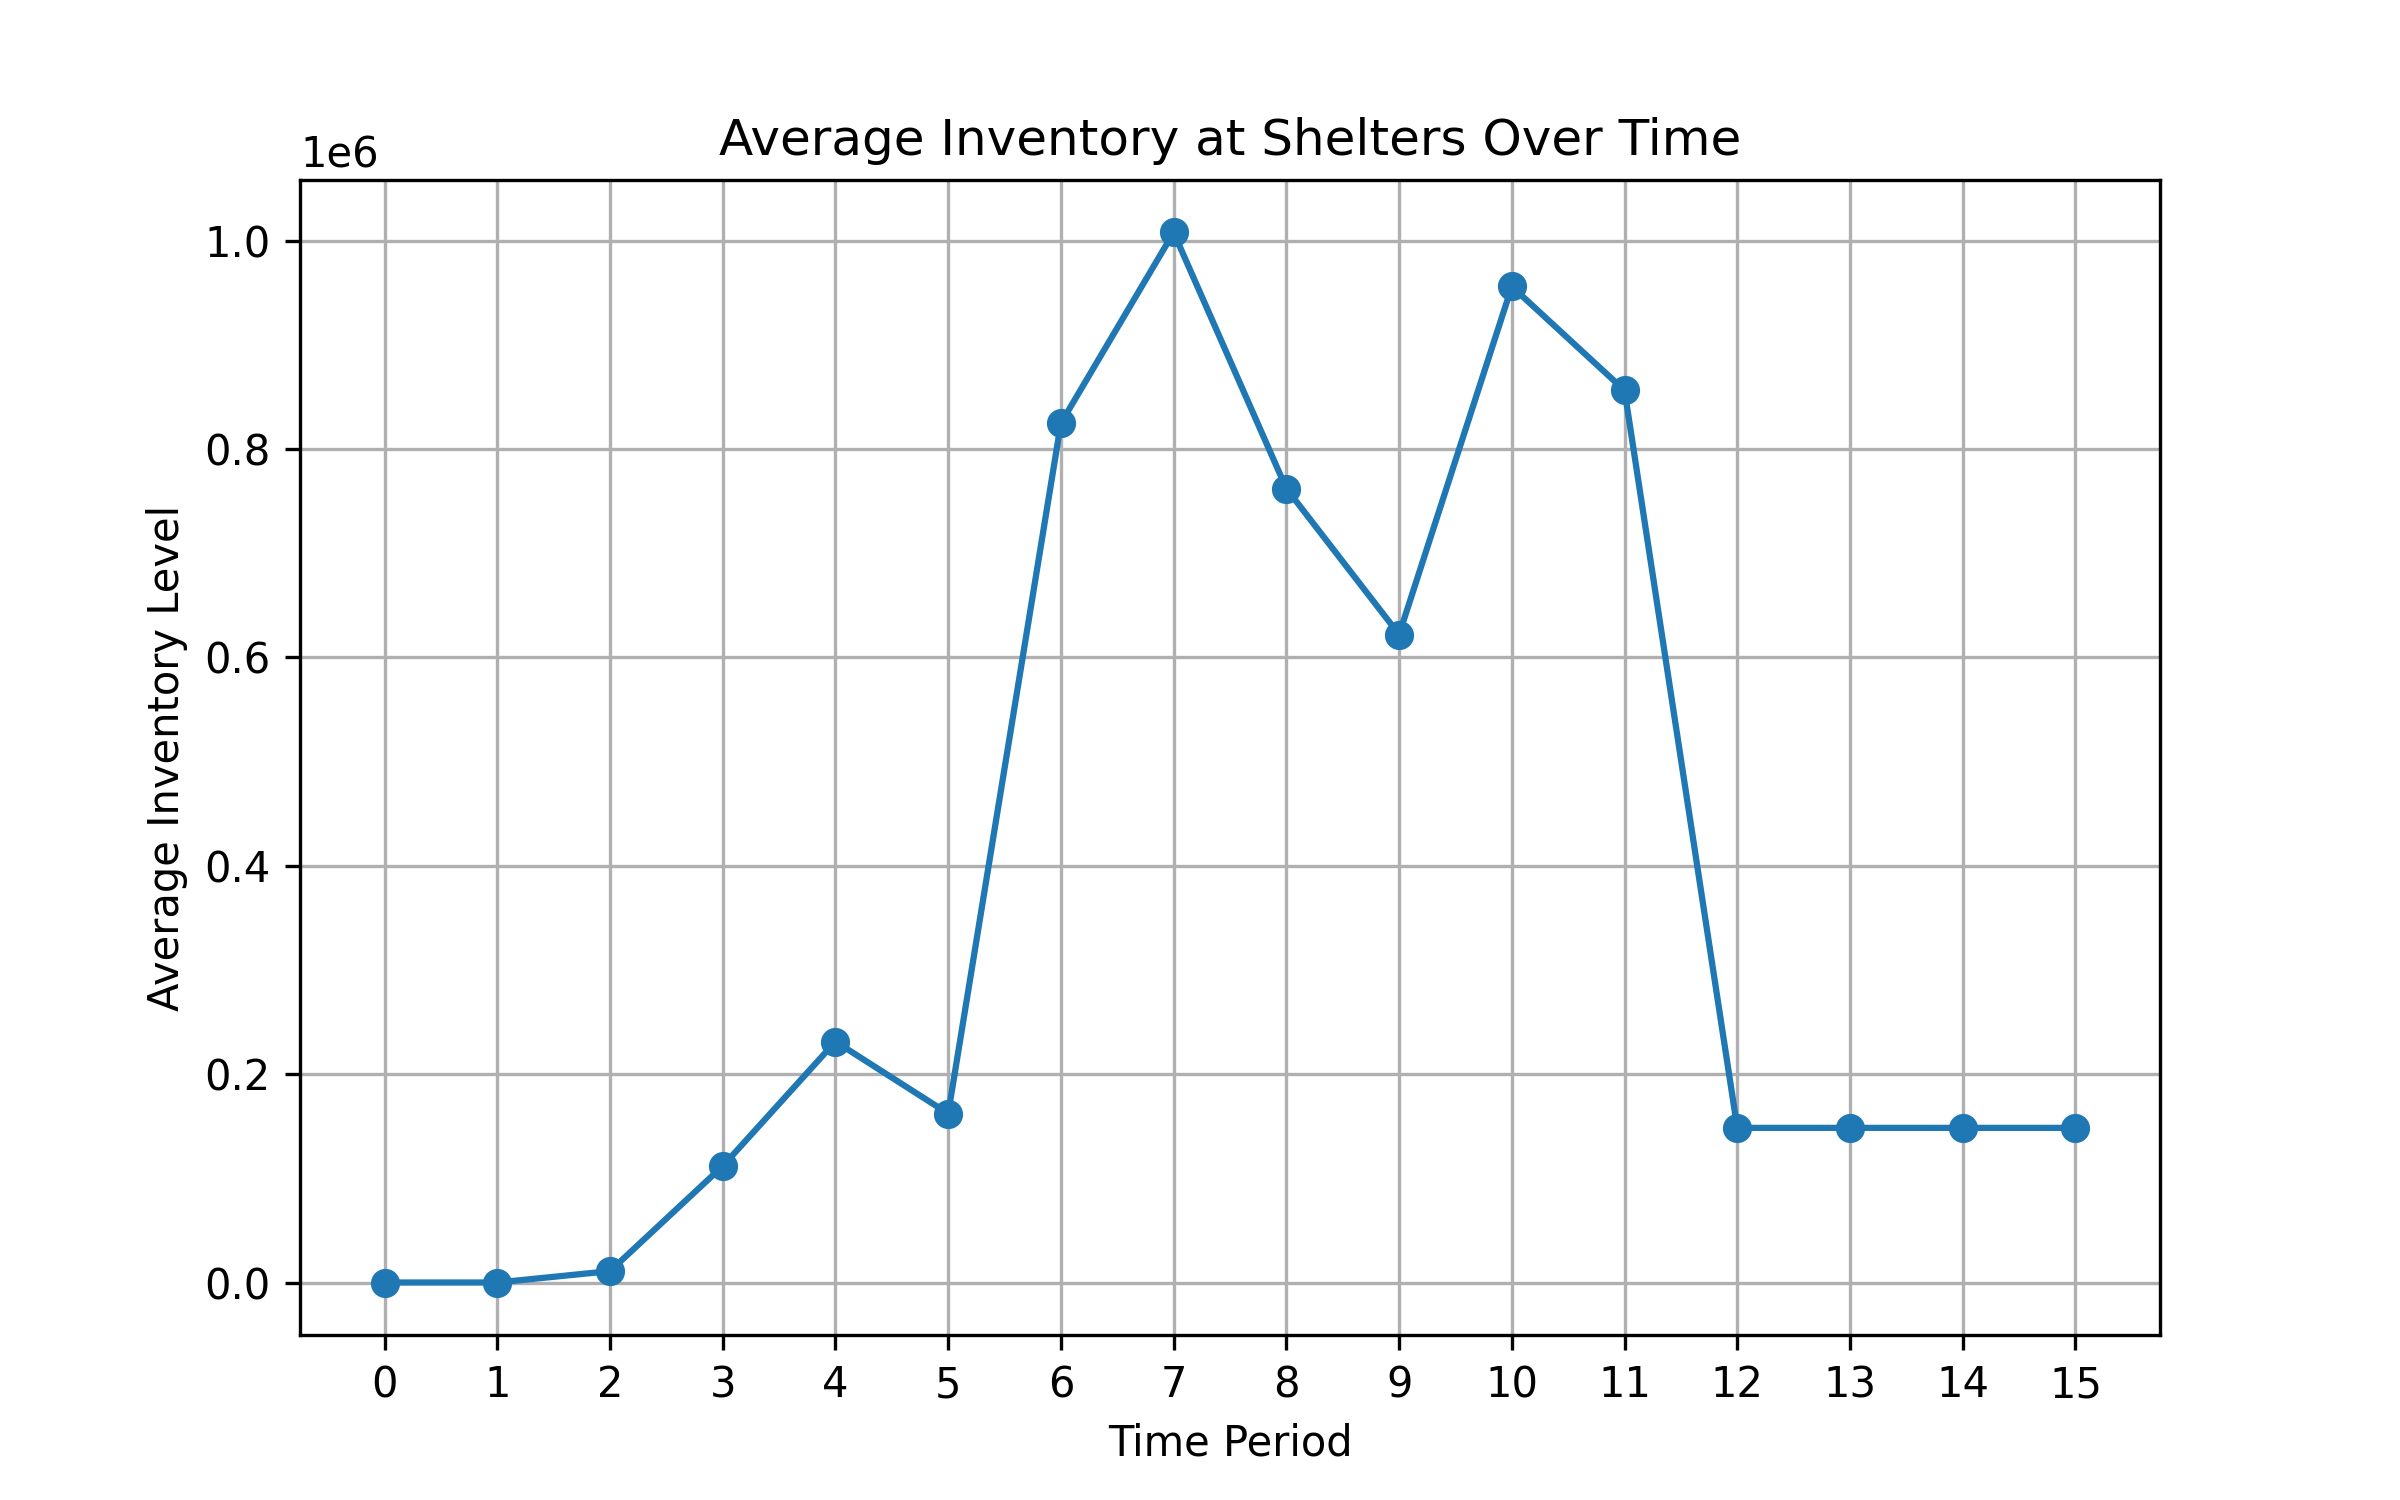 Average Inventory at Shelters Over Time
1e6
1.0
0.8
0.6
0.4
0.2
0.0
Average Inventory Level
0 1 2 3 4 5 6 7 8 9 10 11 12 13 14 15
Time Period